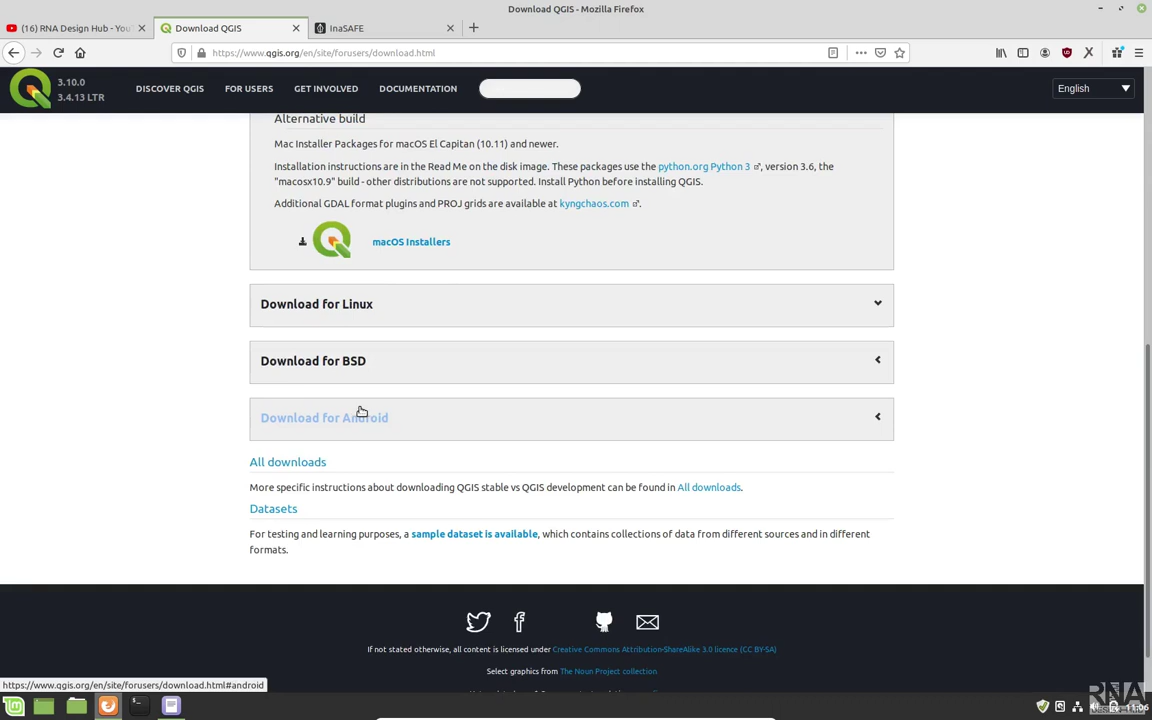 Download QGIS - Mozilla Firefox
(16) RNA Design Hub - You
Download QGIS
InaSAFE
https://www.qgis.org/en/site/forusers/download.html
3.10.0
3.4.13 LTR
DISCOVER QGIS
FOR USERS
GET INVOLVED
DOCUMENTATION
English
Alternative build
Mac Installer Packages for macOS El Capitan (10.11) and newer.
Installation instructions are in the Read Me on the disk image. These packages use the python.org Python 3, version 3.6, the
"macosx10.9" build - other distributions are not supported. Install Python before installing QGIS.
Additional GDAL format plugins and PROJ grids are available at kyngchaos.com.
macOS Installers
Download for Linux
Download for BSD
Download for Android
All downloads
More specific instructions about downloading QGIS stable vs QGIS development can be found in All downloads.
Datasets
For testing and learning purposes, a sample dataset is available, which contains collections of data from different sources and in different
formats.
If not stated otherwise, all content is licensed under Creative Commons Attribution-ShareAlike 3.0 licence (CC BY-SA)
Select graphics from The Noun Project collection
https://www.qgis.org/en/site/forusers/download.html#android
RNA
11:06